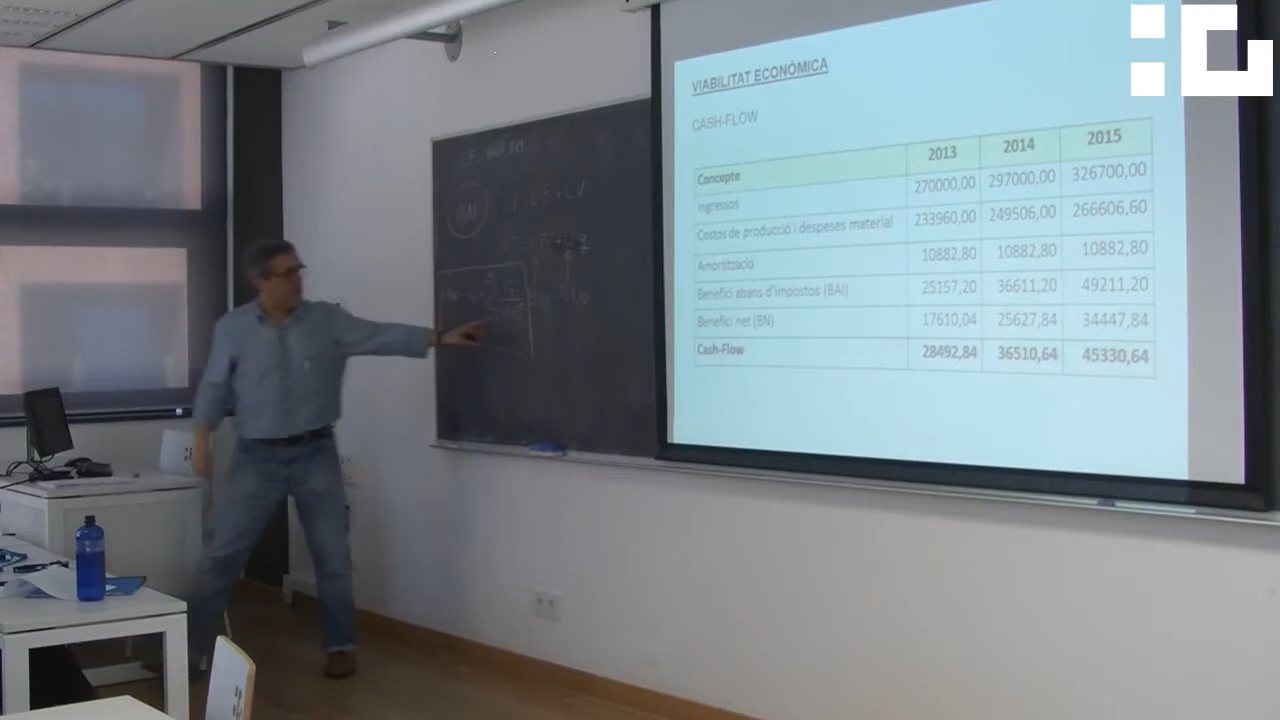 VIABILITAT ECONÒMICA
CASH-FLOW
Concepte 2013 2014 2015
Ingressos 270000,00 297000,00 326700,00
Costos de producció i despeses material 233960,00 249506,00 266606,60
Amortització 10882,80 10882,80 10882,80
Benefici abans d'impostos (BAI) 25157,20 36611,20 49211,20
Benefici net (BN) 17610,04 25627,84 34447,84
Cash-Flow 28492,84 36510,64 45330,64